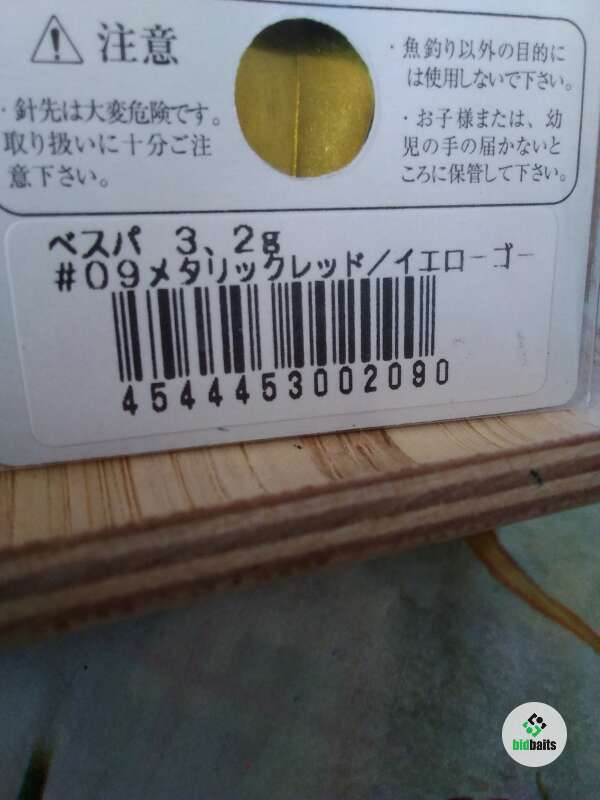 注意
・針先は大変危険です。
取り扱いに十分ご注
意下さい。
・魚釣り以外の目的に
は使用しないで下さい。
・お子様または、幼
児の手の届かないと
ころに保管して下さい。
ベスパ 3、2g
#09メタリックレッド／イエローゴー
4544453002090
bidbaits